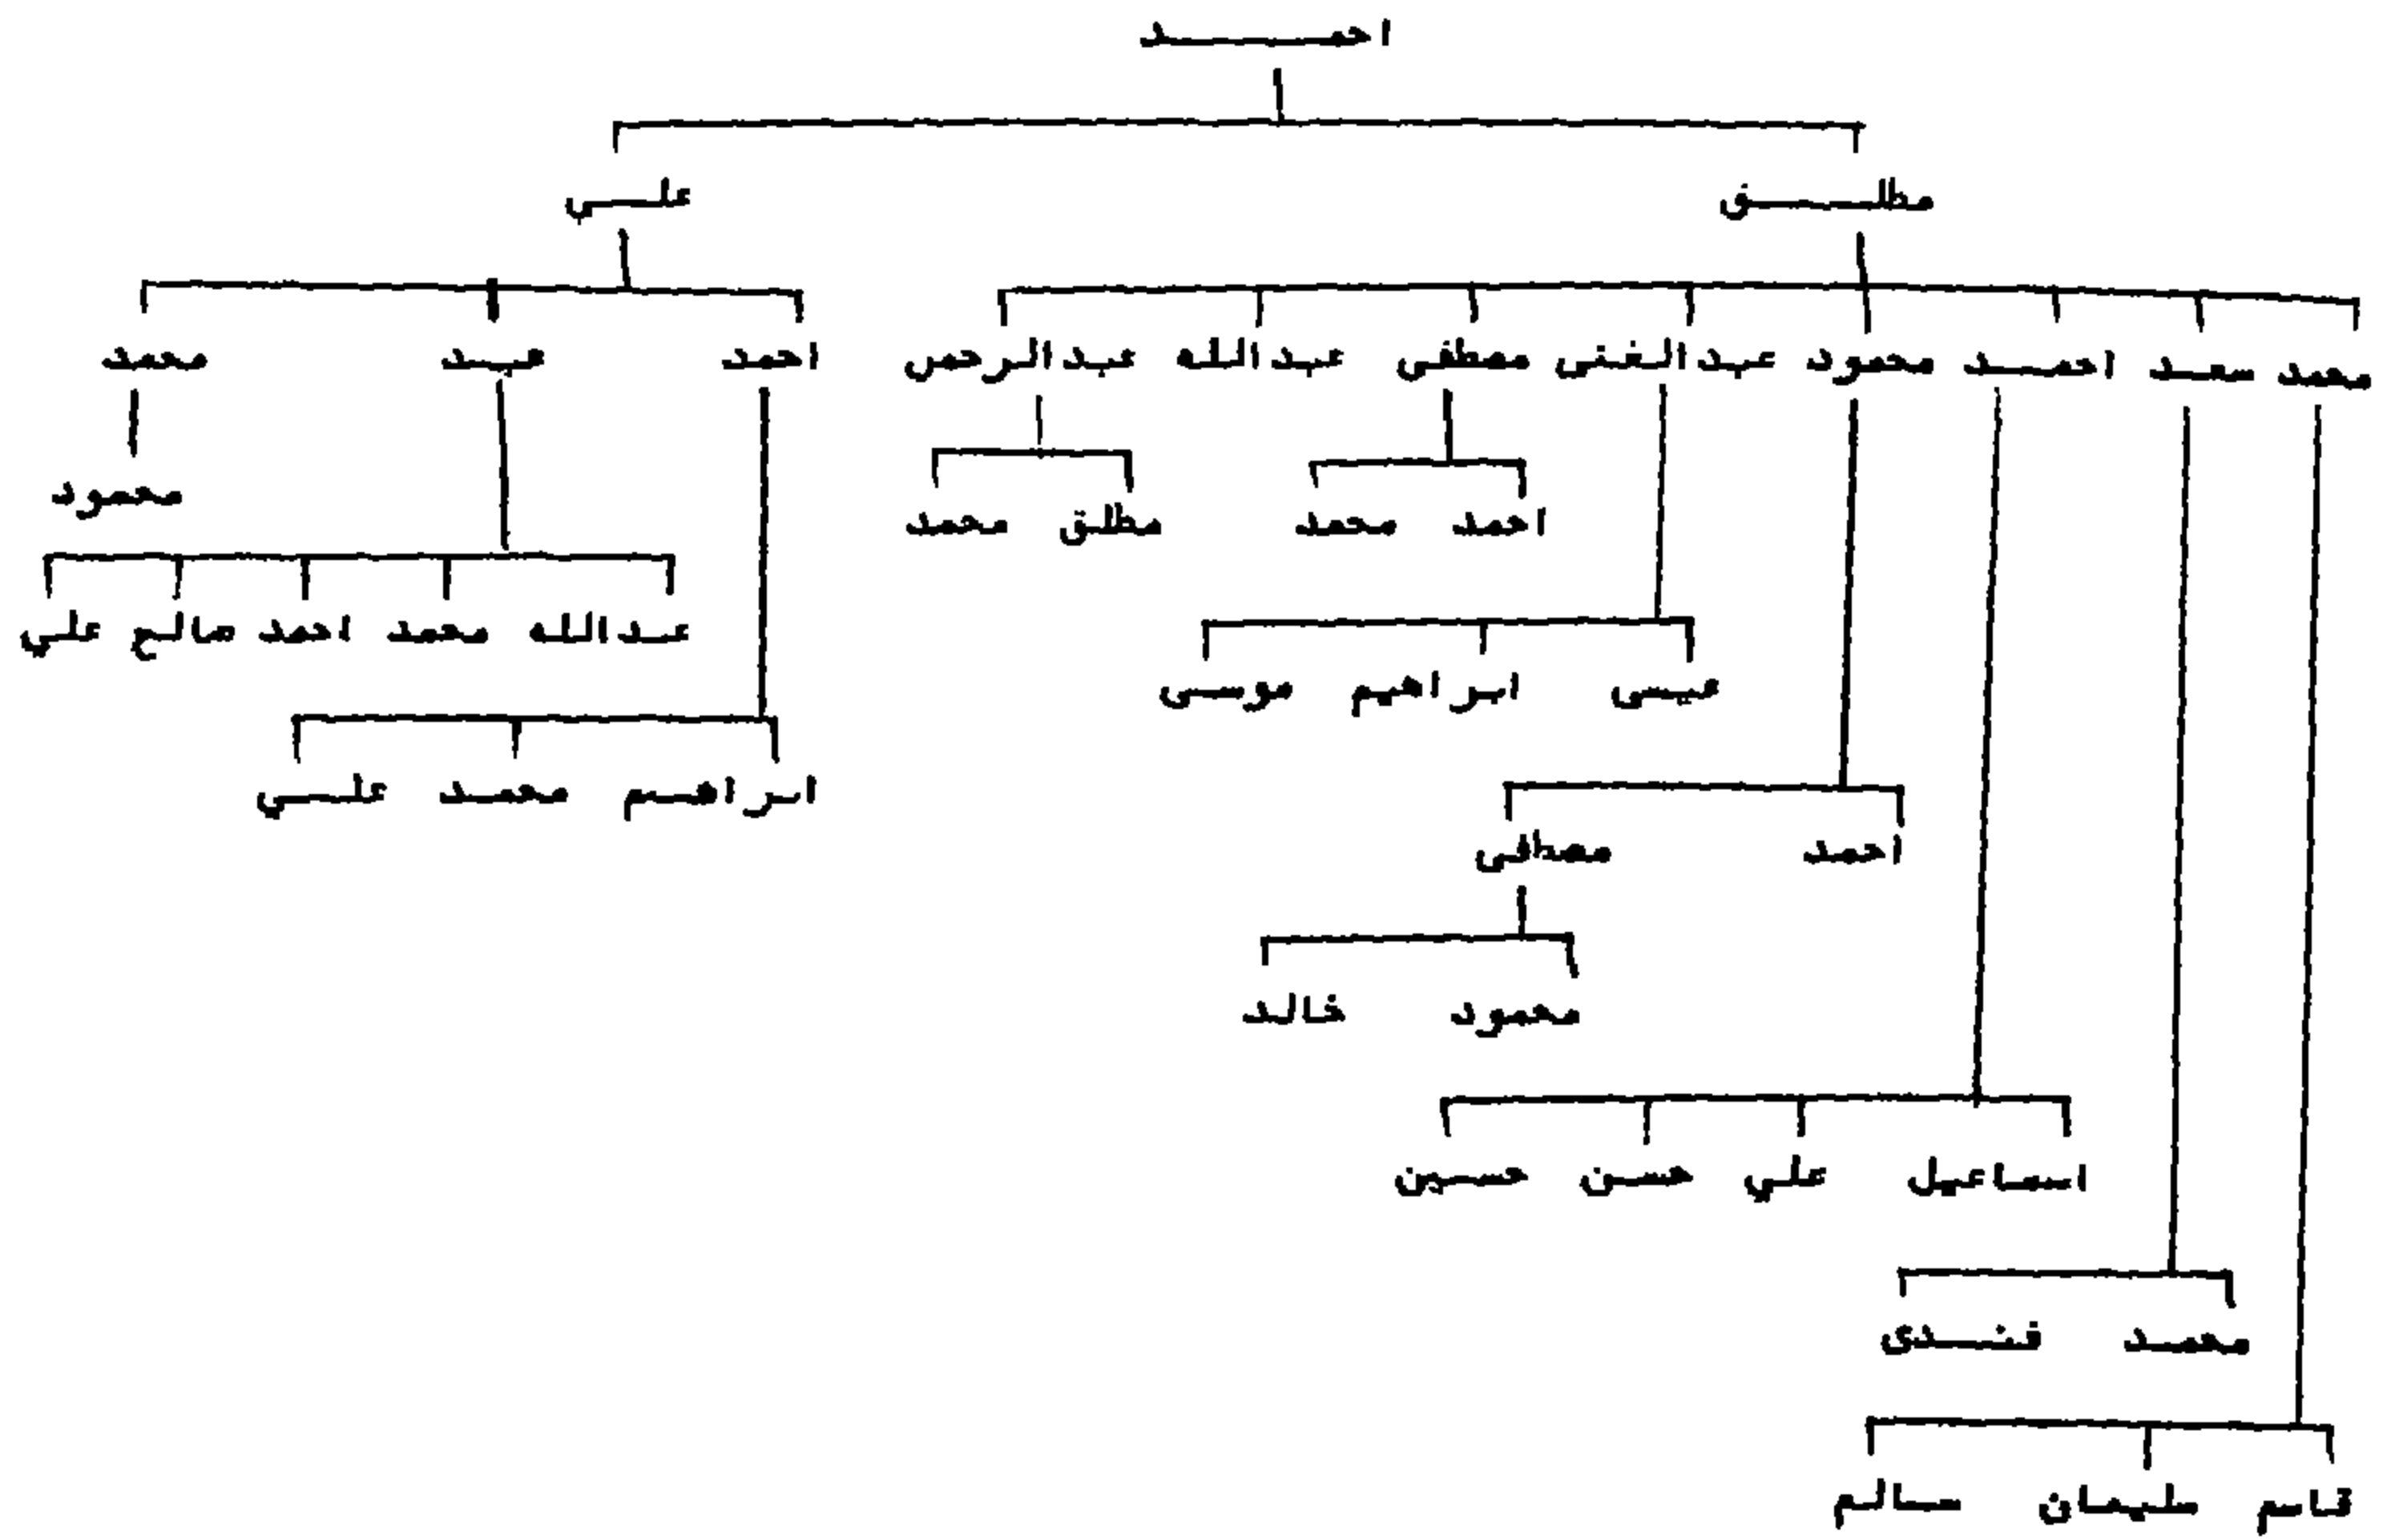 احمد
مطلق علي
محمد سعد احمد محمود عبدالغني مصطفى عبدالله عبدالرحمن احمد عبيد محمد
احمد محمد مطلق محمد محمود
عيسى ابراهيم موسى عبدالله محمد احمد صالح علي
احمد مصطفى ابراهيم محمد علي
محمود خالد
اسماعيل علي حسن حسين
محمد فندى
قاسم سليمان سالم